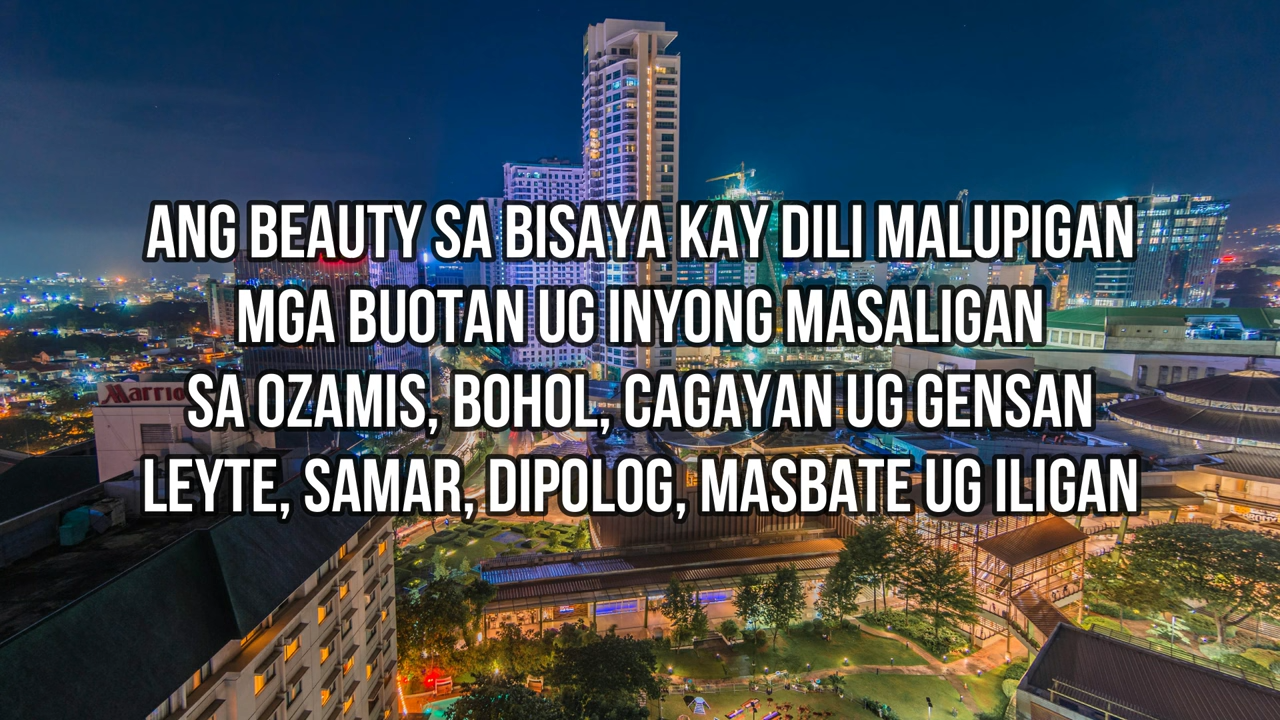 ANG BEAUTY SA BISAYA KAY DILI MALUPIGAN
MGA BUOTAN UG INYONG MASALIGAN
SA OZAMIS, BOHOL, CAGAYAN UG GENSAN
LEYTE, SAMAR, DIPOLOG, MASBATE UG ILIGAN